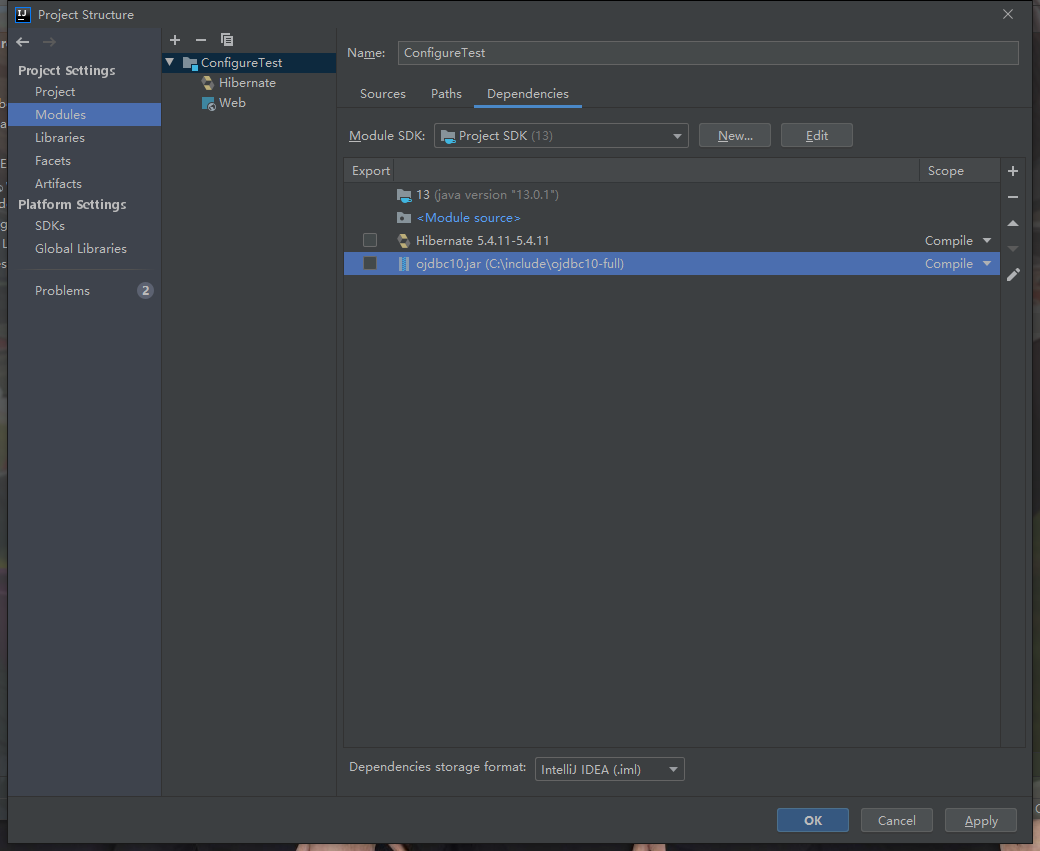 Project Structure
Project Settings
Project
Modules
Libraries
Facets
Artifacts
Platform Settings
SDKs
Global Libraries
Problems 2
ConfigureTest
Hibernate
Web
Name: ConfigureTest
Sources Paths Dependencies
Module SDK: Project SDK (13) New... Edit
Export Scope
13 (java version "13.0.1")
<Module source>
Hibernate 5.4.11-5.4.11 Compile
ojdbc10.jar (C:\include\ojdbc10-full) Compile
Dependencies storage format: IntelliJ IDEA (.iml)
OK Cancel Apply